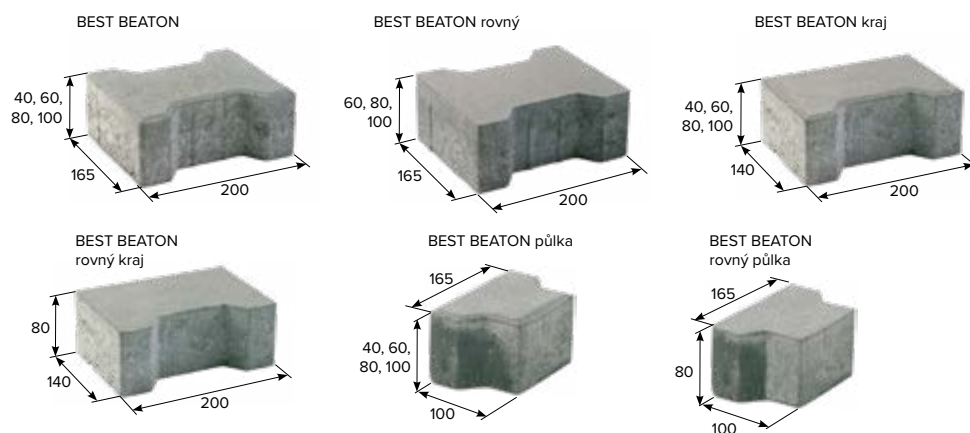 BEST BEATON
40, 60,
80, 100
165
200
BEST BEATON rovný
60, 80,
100
165
200
BEST BEATON kraj
40, 60,
80, 100
140
200
BEST BEATON
rovný kraj
80
140
200
BEST BEATON půlka
165
40, 60,
80, 100
100
BEST BEATON
rovný půlka
165
80
100